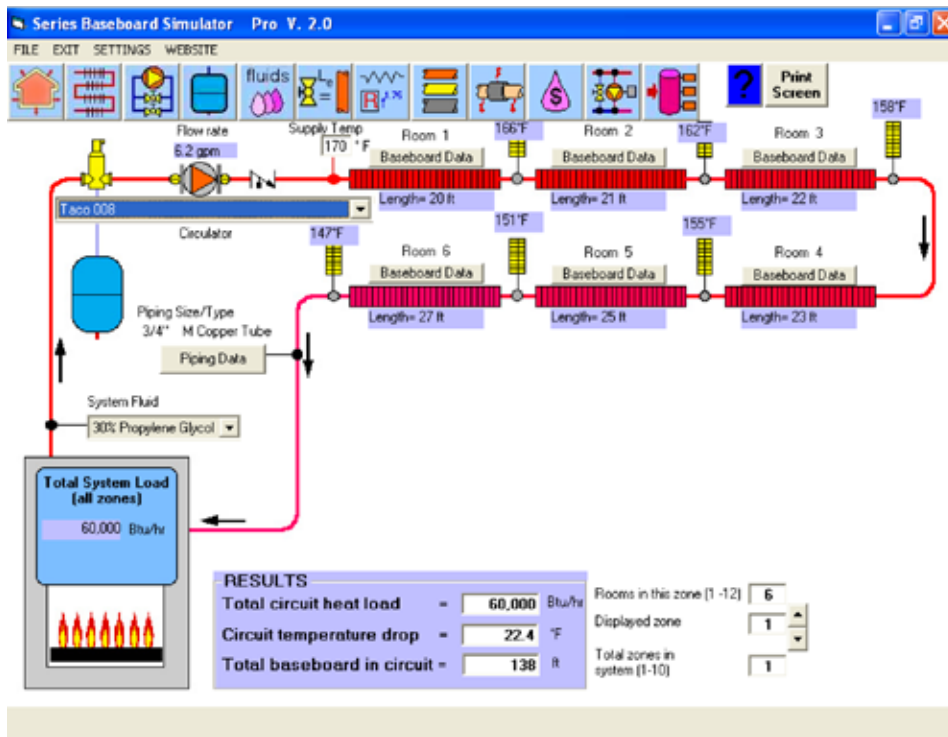 Series Baseboard Simulator Pro V. 2.0
FILE EXIT SETTINGS WEBSITE
fluids
Le
=
R
S
?
Print
Screen
Flow rate
6.2 gpm
Supply Temp
170 °F
Room 1
Baseboard Data
Length= 20 ft
166°F
Room 2
Baseboard Data
Length= 21 ft
162°F
Room 3
Baseboard Data
Length= 22 ft
158°F
Taco 008
Circulator
147°F
Room 6
Baseboard Data
Length= 27 ft
151°F
Room 5
Baseboard Data
Length= 25 ft
155°F
Room 4
Baseboard Data
Length= 23 ft
Piping Size/Type
3/4" M Copper Tube
Piping Data
System Fluid
30% Propylene Glycol
Total System Load
(all zones)
60,000 Btu/hr
RESULTS
Total circuit heat load = 60,000 Btu/hr
Circuit temperature drop = 22.4 °F
Total baseboard in circuit = 138 ft
Rooms in this zone (1 -12) 6
Displayed zone 1
Total zones in
system (1-10) 1